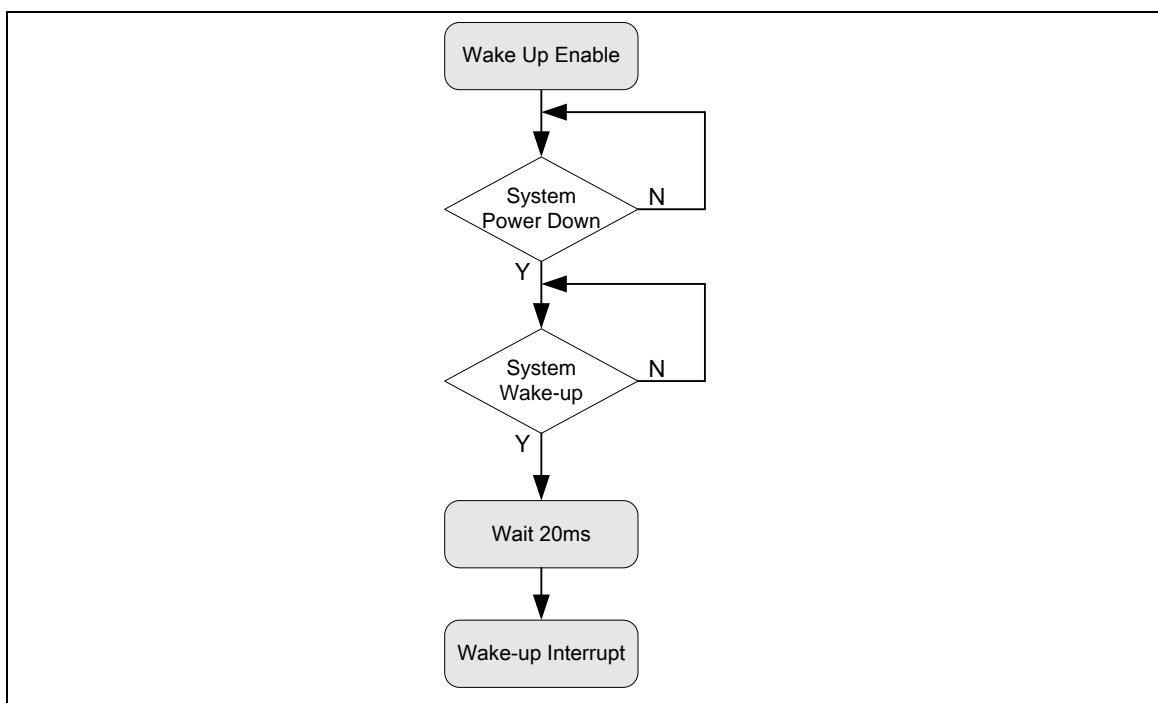 Wake Up Enable
System
Power Down
N
Y
System
Wake-up
N
Y
Wait 20ms
Wake-up Interrupt